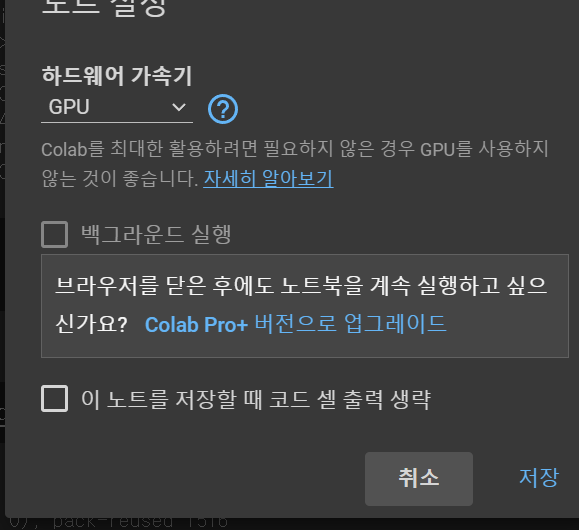 노트 설정
하드웨어 가속기
GPU
Colab를 최대한 활용하려면 필요하지 않은 경우 GPU를 사용하지
않는 것이 좋습니다. 자세히 알아보기
백그라운드 실행
브라우저를 닫은 후에도 노트북을 계속 실행하고 싶으
신가요? Colab Pro+ 버전으로 업그레이드
이 노트를 저장할 때 코드 셀 출력 생략
취소 저장
0), pack-reused 1516